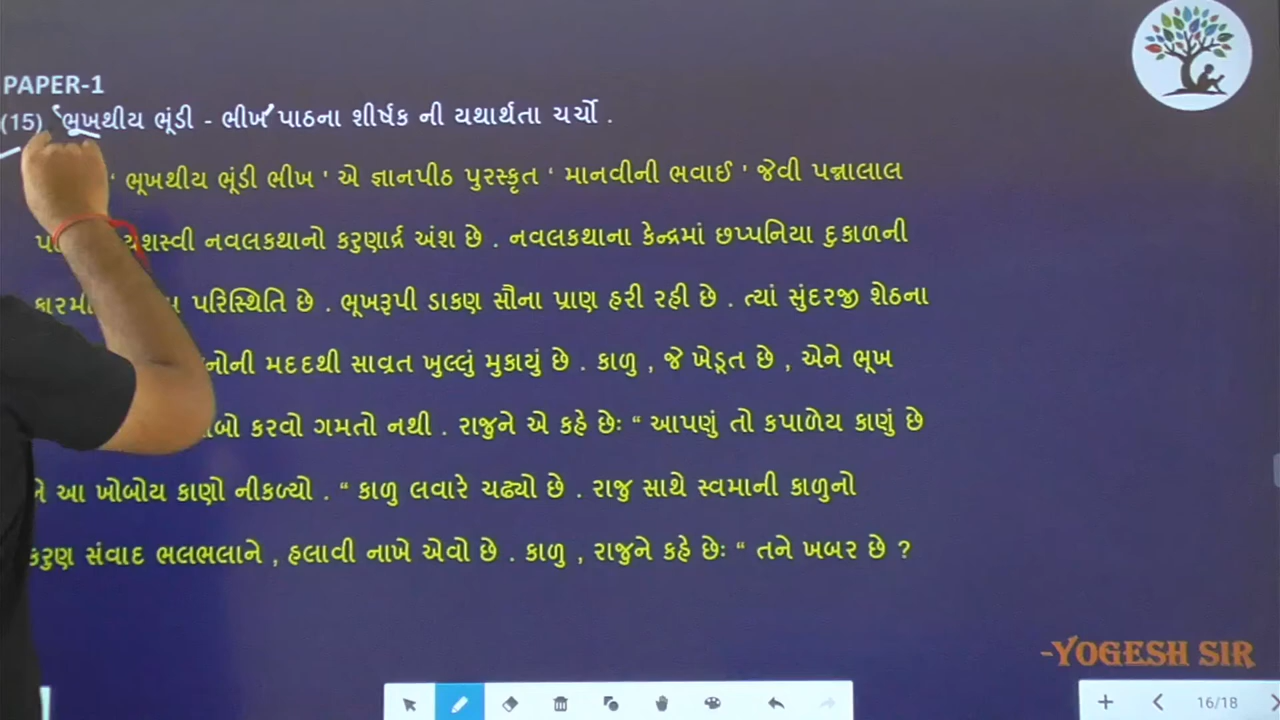 PAPER-1
(15) ભૂખથીય ભૂંડી - ભીખ પાઠના શીર્ષક ની યથાર્થતા ચર્ચો .
' ભૂખથીય ભૂંડી ભીખ ' એ જ્ઞાનપીઠ પુરસ્કૃત ' માનવીની ભવાઈ ' જેવી પન્નાલાલ
નવલકથાનો કરુણાર્દ્ર અંશ છે . નવલકથાના કેન્દ્રમાં છપ્પનિયા દુકાળની
પરિસ્થિતિ છે . ભૂખરૂપી ડાકણ સૌના પ્રાણ હરી રહી છે . ત્યાં સુંદરજી શેઠના
મદદથી સાવ્રત ખુલ્લું મુકાયું છે . કાળુ , જે ખેડૂત છે , એને ભૂખ
કરવો ગમતો નથી . રાજુને એ કહે છેઃ " આપણું તો કપાળેય કાણું છે
આ ખોબોય કાણો નીકળ્યો . " કાળુ લવારે ચઢ્યો છે . રાજુ સાથે સ્વમાની કાળુનો
કરુણ સંવાદ ભલભલાને , હલાવી નાખે એવો છે . કાળુ , રાજુને કહે છેઃ " તને ખબર છે ?
-YOGESH SIR
16/18